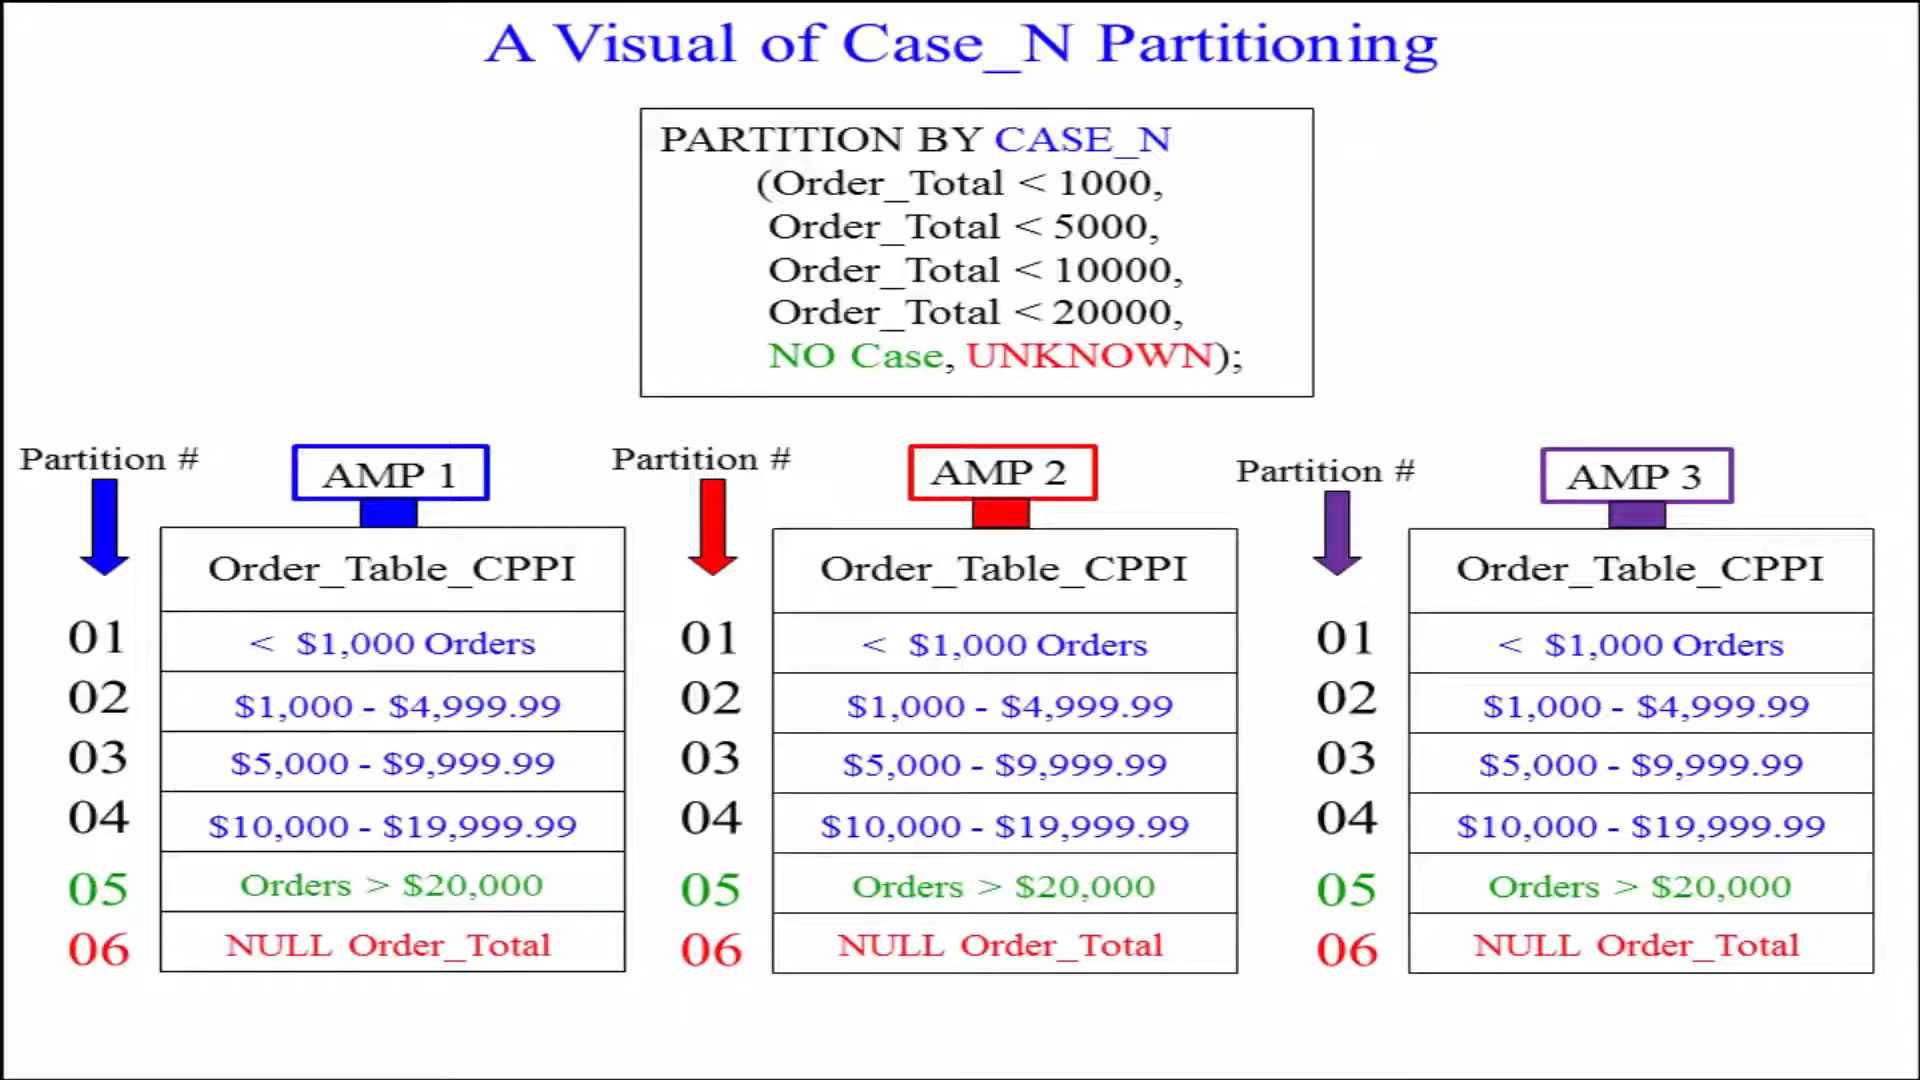 A Visual of Case_N Partitioning
PARTITION BY CASE_N
(Order_Total < 1000,
Order_Total < 5000,
Order_Total < 10000,
Order_Total < 20000,
NO Case, UNKNOWN);
Partition #
AMP 1
Order_Table_CPPI
01 < $1,000 Orders
02 $1,000 - $4,999.99
03 $5,000 - $9,999.99
04 $10,000 - $19,999.99
05 Orders > $20,000
06 NULL Order_Total
Partition #
AMP 2
Order_Table_CPPI
01 < $1,000 Orders
02 $1,000 - $4,999.99
03 $5,000 - $9,999.99
04 $10,000 - $19,999.99
05 Orders > $20,000
06 NULL Order_Total
Partition #
AMP 3
Order_Table_CPPI
01 < $1,000 Orders
02 $1,000 - $4,999.99
03 $5,000 - $9,999.99
04 $10,000 - $19,999.99
05 Orders > $20,000
06 NULL Order_Total